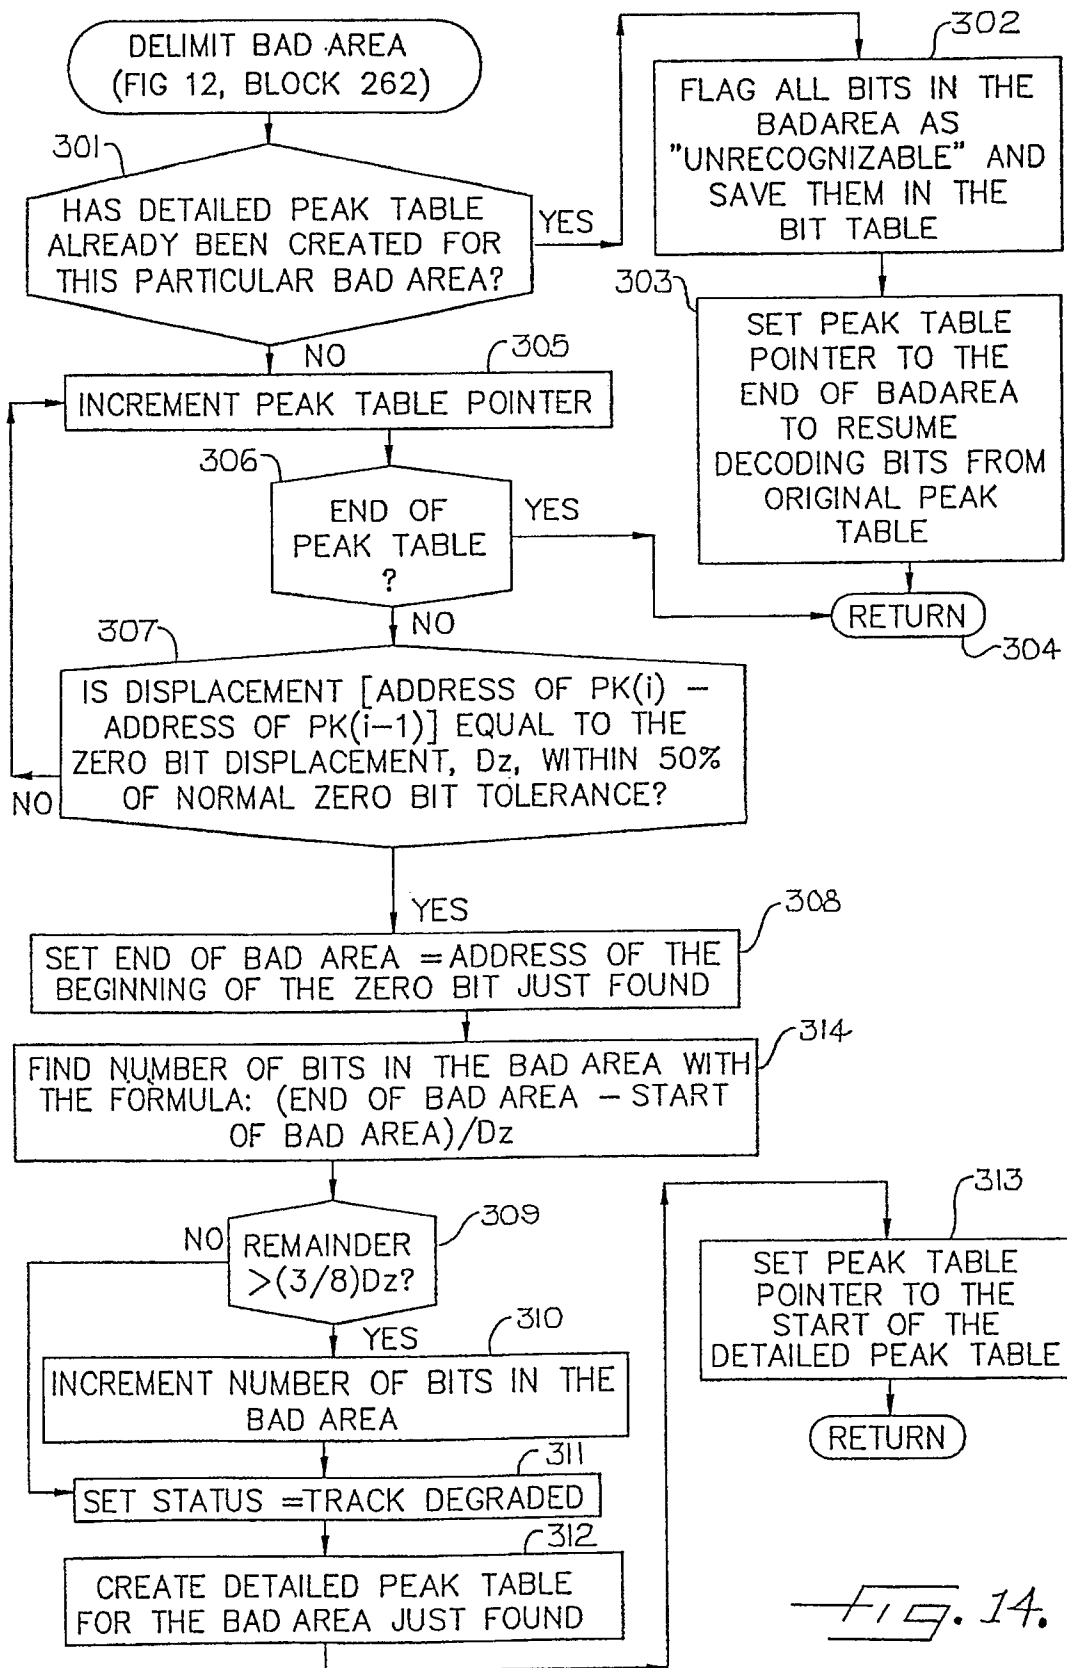 DELIMIT BAD AREA
(FIG 12, BLOCK 262)
301
HAS DETAILED PEAK TABLE
ALREADY BEEN CREATED FOR
THIS PARTICULAR BAD AREA?
YES
NO
302
FLAG ALL BITS IN THE
BADAREA AS
"UNRECOGNIZABLE" AND
SAVE THEM IN THE
BIT TABLE
303
SET PEAK TABLE
POINTER TO THE
END OF BADAREA
TO RESUME
DECODING BITS FROM
ORIGINAL PEAK
TABLE
RETURN
304
305
INCREMENT PEAK TABLE POINTER
306
END OF
PEAK TABLE
?
YES
NO
307
IS DISPLACEMENT [ADDRESS OF PK(i) –
ADDRESS OF PK(i–1)] EQUAL TO THE
ZERO BIT DISPLACEMENT, Dz, WITHIN 50%
OF NORMAL ZERO BIT TOLERANCE?
NO
YES
308
SET END OF BAD AREA =ADDRESS OF THE
BEGINNING OF THE ZERO BIT JUST FOUND
314
FIND NUMBER OF BITS IN THE BAD AREA WITH
THE FORMULA: (END OF BAD AREA – START
OF BAD AREA)/Dz
309
REMAINDER
>(3/8)Dz?
NO
YES
310
INCREMENT NUMBER OF BITS IN THE
BAD AREA
311
SET STATUS =TRACK DEGRADED
312
CREATE DETAILED PEAK TABLE
FOR THE BAD AREA JUST FOUND
313
SET PEAK TABLE
POINTER TO THE
START OF THE
DETAILED PEAK TABLE
RETURN
Fig. 14.